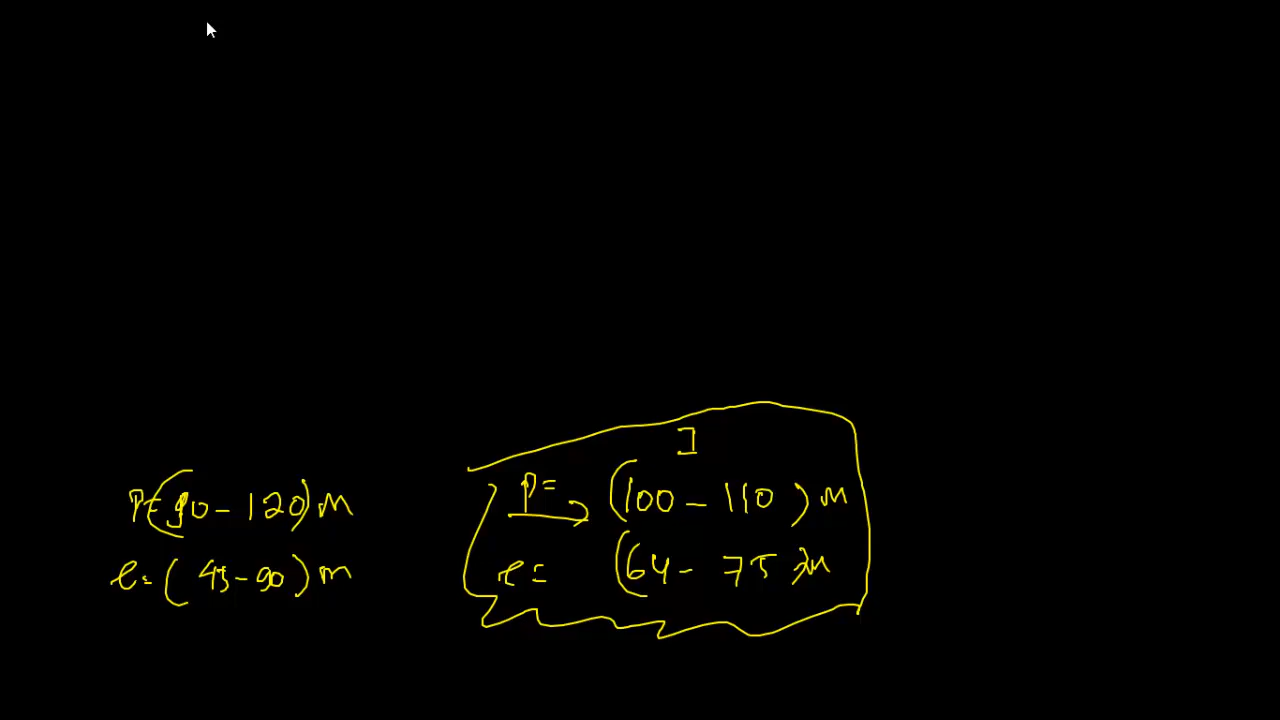 P=(90-120)m
l=(45-90)m
I
P= (100-110)m
l= (64-75)m